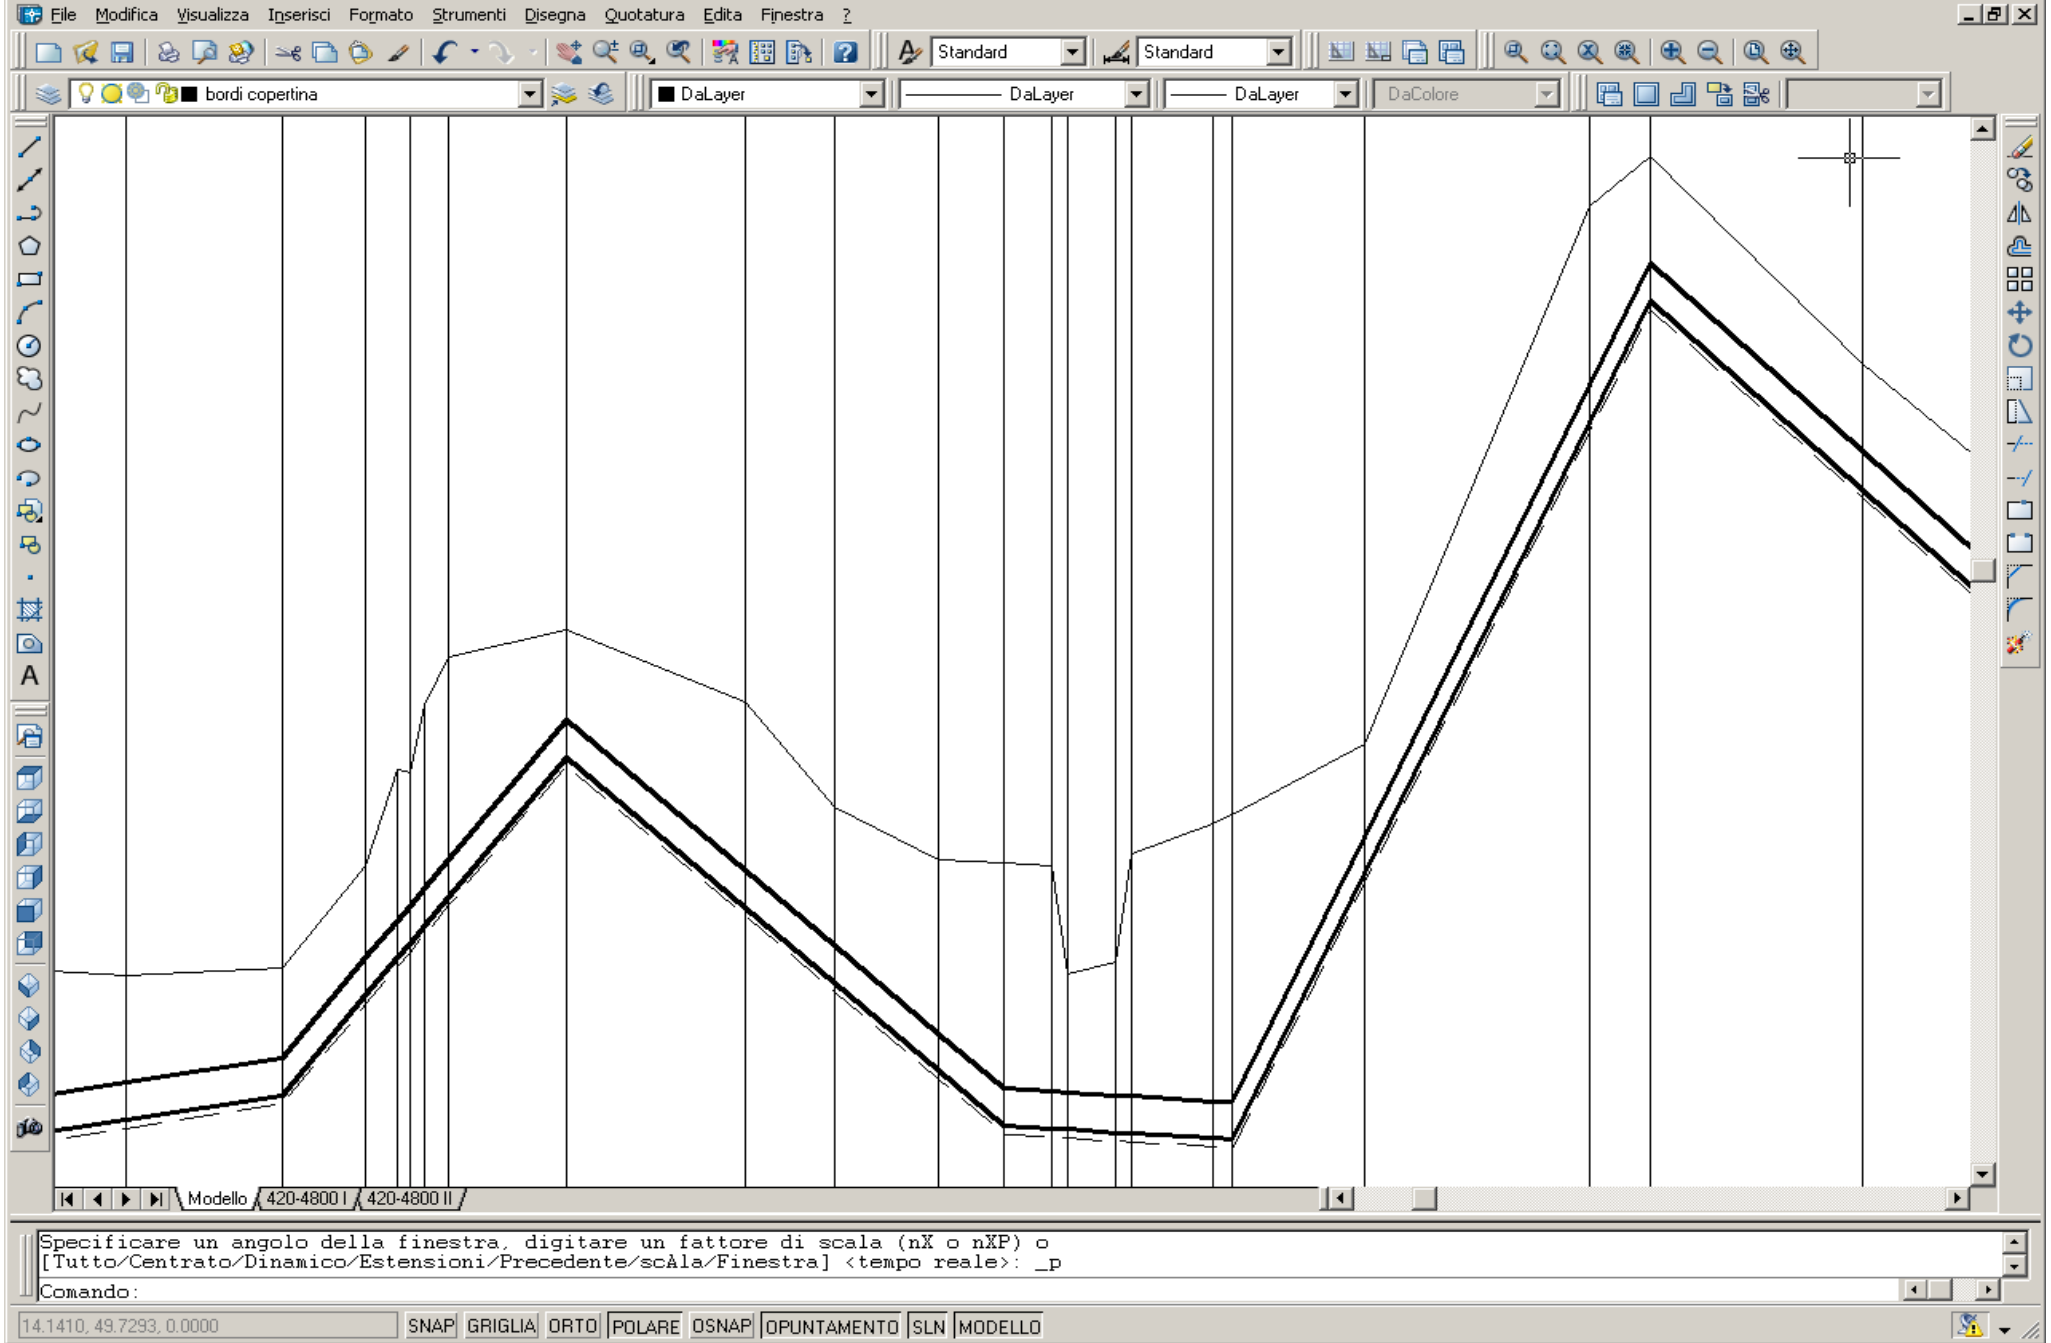 File Modifica Visualizza Inserisci Formato Strumenti Disegna Quotatura Edita Finestra ?
Standard Standard
bordi copertina DaLayer DaLayer DaLayer DaColore
A
Modello 420-4800 I 420-4800 II
Specificare un angolo della finestra, digitare un fattore di scala (nX o nXP) o
[Tutto/Centrato/Dinamico/Estensioni/Precedente/scAla/Finestra] <tempo reale>: _p
Comando:
14.1410, 49.7293, 0.0000 SNAP GRIGLIA ORTO POLARE OSNAP OPUNTAMENTO SLN MODELLO